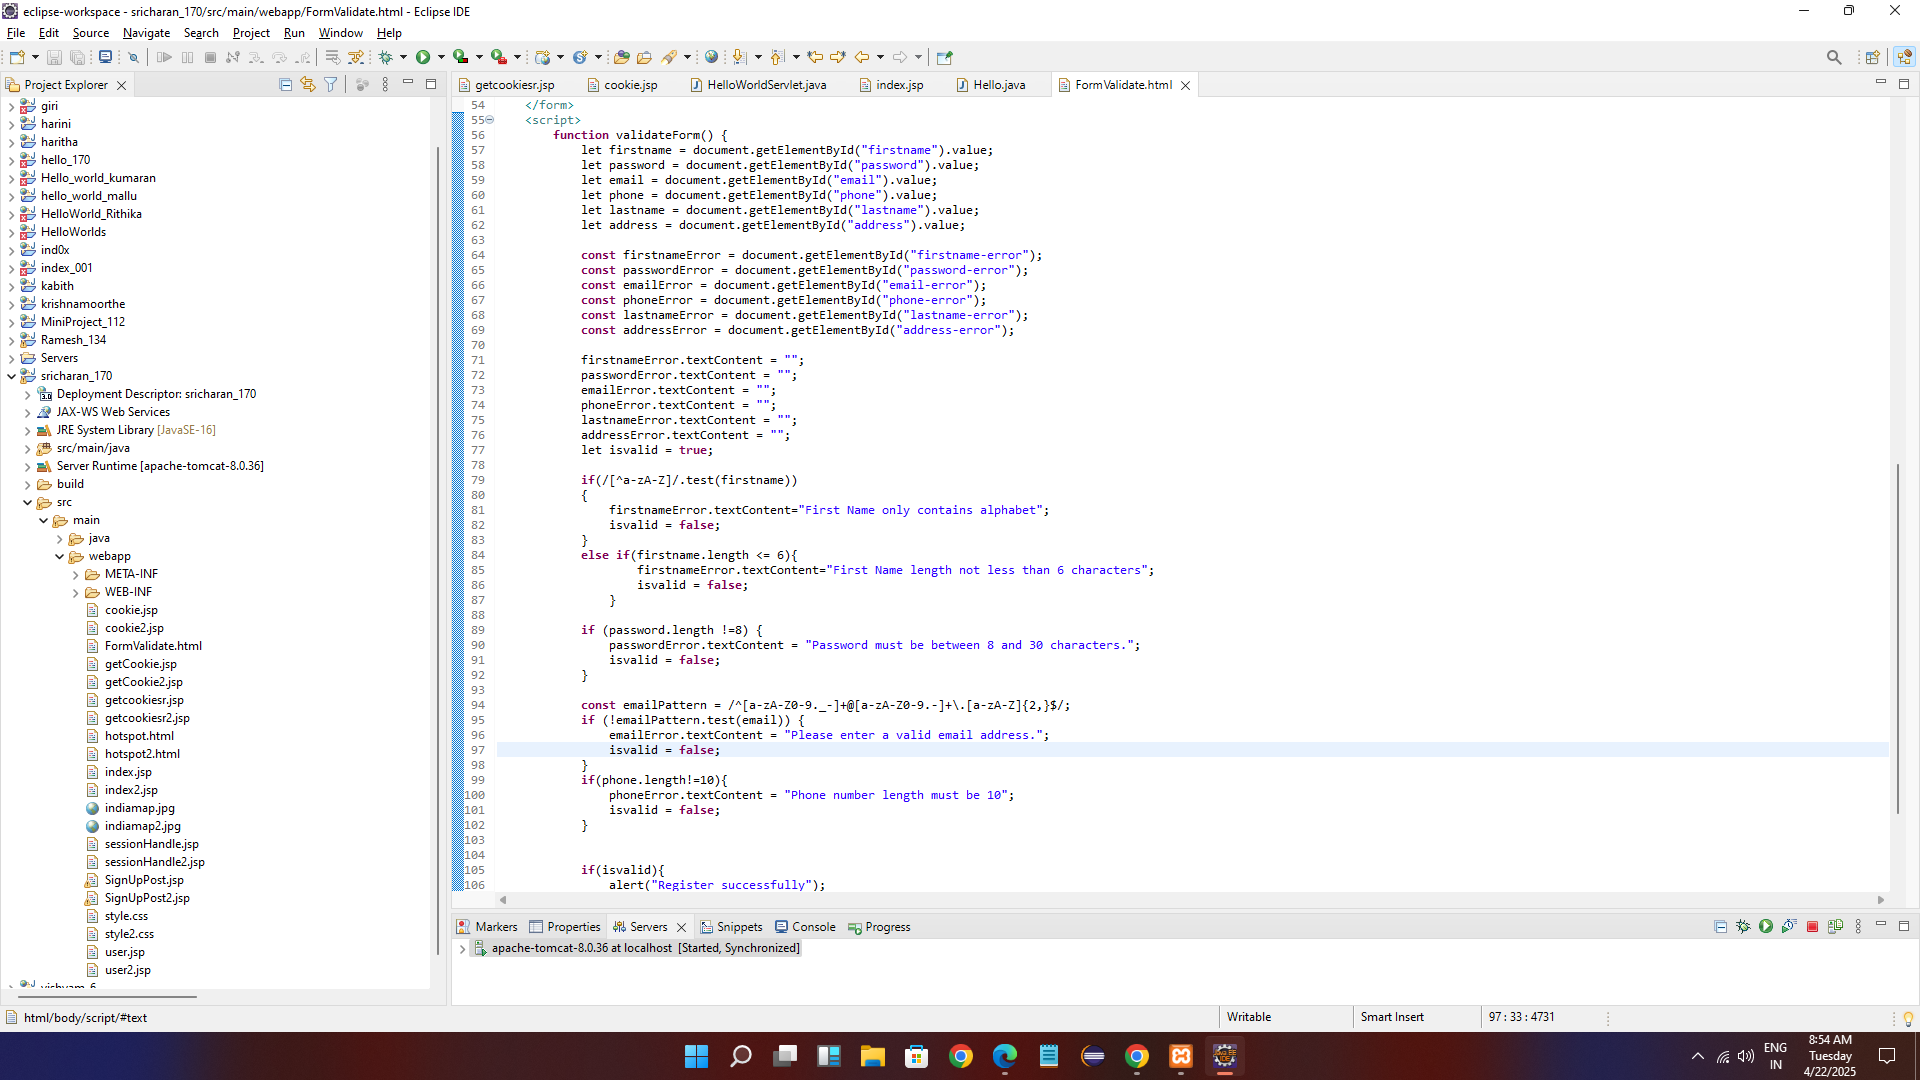 eclipse-workspace - sricharan_170/src/main/webapp/FormValidate.html - Eclipse IDE
File Edit Source Navigate Search Project Run Window Help
Project Explorer
giri
harini
haritha
hello_170
Hello_world_kumaran
hello_world_mallu
HelloWorld_Rithika
HelloWorlds
ind0x
index_001
kabith
krishnamoorthe
MiniProject_112
Ramesh_134
Servers
sricharan_170
Deployment Descriptor: sricharan_170
JAX-WS Web Services
JRE System Library [JavaSE-16]
src/main/java
Server Runtime [apache-tomcat-8.0.36]
build
src
main
java
webapp
META-INF
WEB-INF
cookie.jsp
cookie2.jsp
FormValidate.html
getCookie.jsp
getCookie2.jsp
getcookiesr.jsp
getcookiesr2.jsp
hotspot.html
hotspot2.html
index.jsp
index2.jsp
indiamap.jpg
indiamap2.jpg
sessionHandle.jsp
sessionHandle2.jsp
SignUpPost.jsp
SignUpPost2.jsp
style.css
style2.css
user.jsp
user2.jsp
getcookiesr.jsp cookie.jsp HelloWorldServlet.java index.jsp Hello.java FormValidate.html
54 </form>
55 <script>
56 function validateForm() {
57 let firstname = document.getElementById("firstname").value;
58 let password = document.getElementById("password").value;
59 let email = document.getElementById("email").value;
60 let phone = document.getElementById("phone").value;
61 let lastname = document.getElementById("lastname").value;
62 let address = document.getElementById("address").value;
63
64 const firstnameError = document.getElementById("firstname-error");
65 const passwordError = document.getElementById("password-error");
66 const emailError = document.getElementById("email-error");
67 const phoneError = document.getElementById("phone-error");
68 const lastnameError = document.getElementById("lastname-error");
69 const addressError = document.getElementById("address-error");
70
71 firstnameError.textContent = "";
72 passwordError.textContent = "";
73 emailError.textContent = "";
74 phoneError.textContent = "";
75 lastnameError.textContent = "";
76 addressError.textContent = "";
77 let isvalid = true;
78
79 if(/[^a-zA-Z]/.test(firstname))
80 {
81 firstnameError.textContent="First Name only contains alphabet";
82 isvalid = false;
83 }
84 else if(firstname.length <= 6){
85 firstnameError.textContent="First Name length not less than 6 characters";
86 isvalid = false;
87 }
88
89 if (password.length !=8) {
90 passwordError.textContent = "Password must be between 8 and 30 characters.";
91 isvalid = false;
92 }
93
94 const emailPattern = /^[a-zA-Z0-9._-]+@[a-zA-Z0-9.-]+\.[a-zA-Z]{2,}$/;
95 if (!emailPattern.test(email)) {
96 emailError.textContent = "Please enter a valid email address.";
97 isvalid = false;
98 }
99 if(phone.length!=10){
100 phoneError.textContent = "Phone number length must be 10";
101 isvalid = false;
102 }
103
104
105 if(isvalid){
106 alert("Register successfully");
Markers Properties Servers Snippets Console Progress
apache-tomcat-8.0.36 at localhost [Started, Synchronized]
html/body/script/#text Writable Smart Insert 97 : 33 : 4731
ENG
IN
8:54 AM
Tuesday
4/22/2025